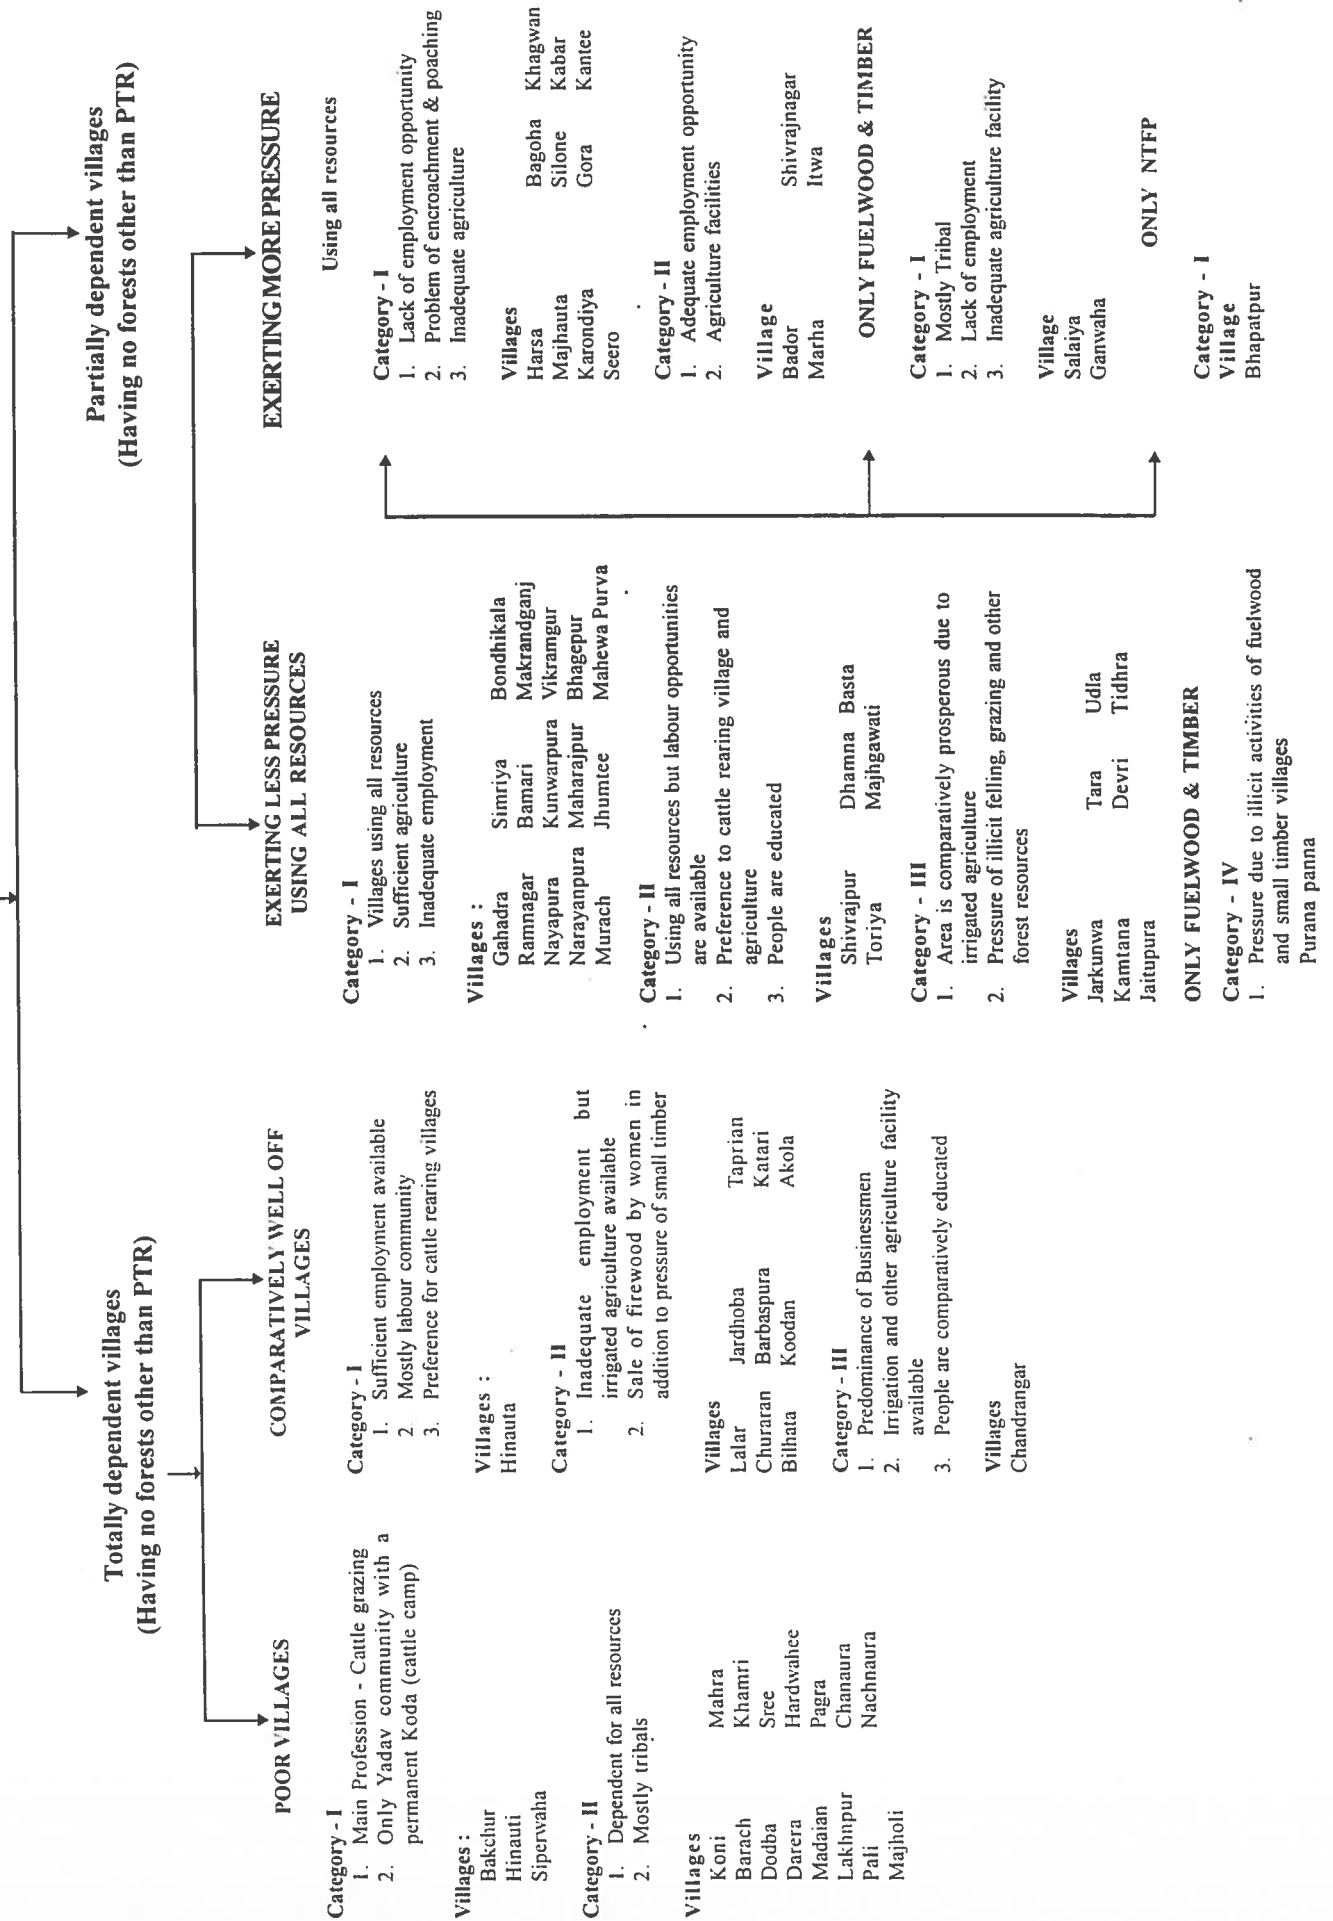 Totally dependent villages
(Having no forests other than PTR)
Partially dependent villages
(Having no forests other than PTR)
POOR VILLAGES
Category - I
1. Main Profession - Cattle grazing
2. Only Yadav community with a
permanent Koda (cattle camp)
Villages :
Bakchur
Hinauti
Siperwaha
Category - II
1. Dependent for all resources
2. Mostly tribals
Villages
Koni Mahra
Barach Khamri
Dodba Sree
Darera Hardwahee
Madaian Pagra
Lakhnpur Chanaura
Pali Nachnaura
Majholi
COMPARATIVELY WELL OFF
VILLAGES
Category - I
1. Sufficient employment available
2. Mostly labour community
3. Preference for cattle rearing villages
Villages :
Hinauta
Category - II
1. Inadequate employment but
irrigated agriculture available
2. Sale of firewood by women in
addition to pressure of small timber
Villages
Lalar Jardhoba Taprian
Churaran Barbaspura Katari
Bilhata Koodan Akola
Category - III
1. Predominance of Businessmen
2. Irrigation and other agriculture facility
available
3. People are comparatively educated
Villages
Chandrangar
EXERTING LESS PRESSURE
USING ALL RESOURCES
Category - I
1. Villages using all resources
2. Sufficient agriculture
3. Inadequate employment
Villages :
Gahadra Simriya Bondhikala
Ramnagar Bamari Makrandganj
Nayapura Kunwarpura Vikramgur
Narayanpura Maharajpur Bhagepur
Murach Jhumtee Mahewa Purva
Category - II
1. Using all resources but labour opportunities
are available
2. Preference to cattle rearing village and
agriculture
3. People are educated
Villages
Shivrajpur Dhamna Basta
Toriya Majhgawati
Category - III
1. Area is comparatively prosperous due to
irrigated agriculture
2. Pressure of illicit felling, grazing and other
forest resources
Villages
Jarkunwa Tara Udla
Kamtana Devri Tidhra
Jaitupura
ONLY FUELWOOD & TIMBER
Category - IV
1. Pressure due to illicit activities of fuelwood
and small timber villages
Purana panna
EXERTING MORE PRESSURE
Using all resources
Category - I
1. Lack of employment opportunity
2. Problem of encroachment & poaching
3. Inadequate agriculture
Villages
Harsa Bagoha Khagwan
Majhauta Silone Kabar
Karondiya Gora Kantee
Seero
Category - II
1. Adequate employment opportunity
2. Agriculture facilities
Village
Bador Shivrajnagar
Marha Itwa
ONLY FUELWOOD & TIMBER
Category - I
1. Mostly Tribal
2. Lack of employment
3. Inadequate agriculture facility
Village
Salaiya
Ganwaha
ONLY NTFP
Category - I
Village
Bhapatpur